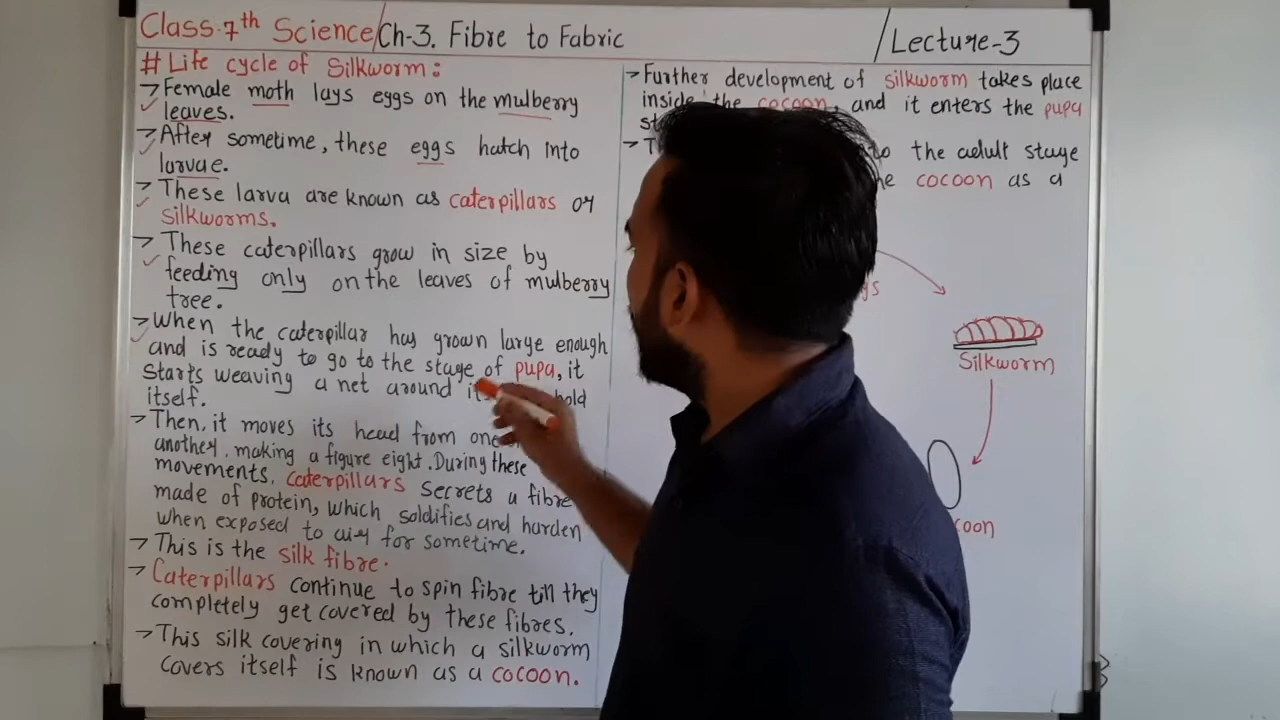 Class.7th Science/Ch-3. Fibre to Fabric /Lecture-3
# Life cycle of Silkworm:
→ Female moth lays eggs on the mulberry
leaves.
→ After sometime, these eggs hatch into
larvae.
→ These larva are known as caterpillars or
silkworms.
→ These caterpillars grow in size by
feeding only on the leaves of mulberry
tree.
→ When the caterpillar has grown large enough
and is ready to go to the stage of pupa, it
starts weaving a net around hold
itself.
→ Then, it moves its head from one
another, making a figure eight. During these
movements, caterpillars secrets a fibre
made of protein, which soldifies and harden
when exposed to air for sometime.
→ This is the silk fibre.
→ Caterpillars continue to spin fibre till they
completely get covered by these fibres.
→ This silk covering in which a silkworm
covers itself is known as a cocoon.
→ Further development of silkworm takes place
inside the cocoon, and it enters the pupa
to the adult stage
cocoon as a
Silkworm